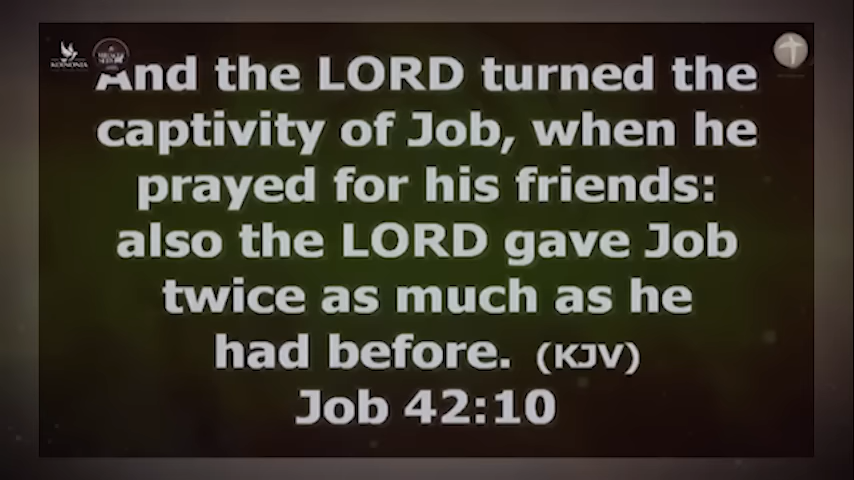 KOINONIA
And the LORD turned the
captivity of Job, when he
prayed for his friends:
also the LORD gave Job
twice as much as he
had before. (KJV)
Job 42:10